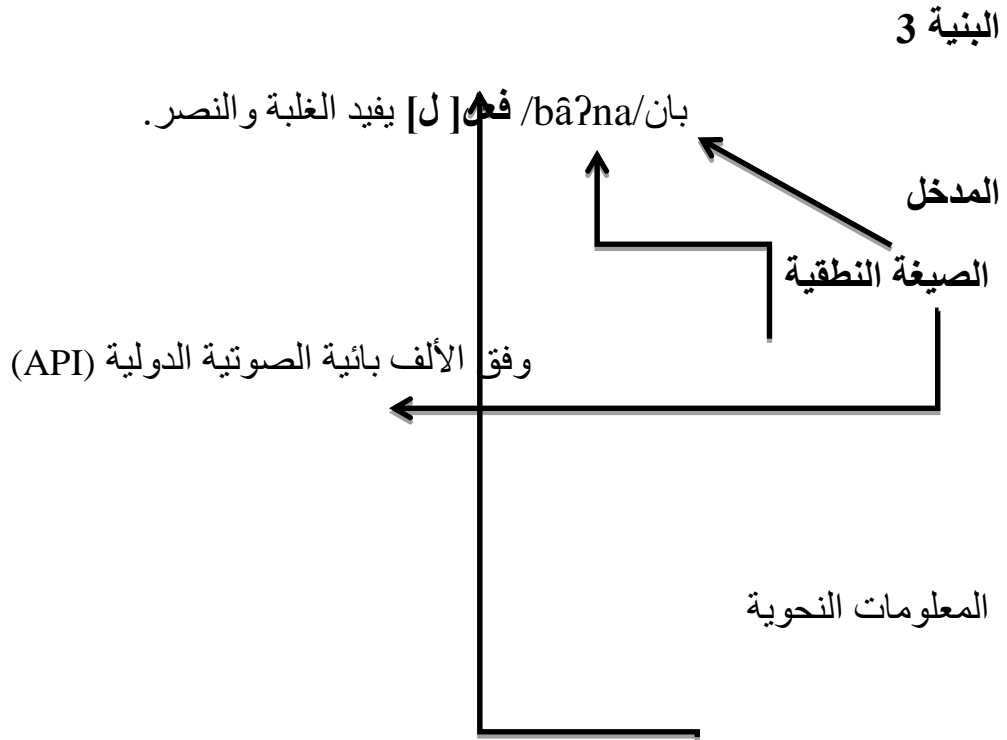 البنية 3
بان/bâʔna/ فعل[ ل] يفيد الغلبة والنصر.
المدخل
الصيغة النطقية
وفق الألف بائية الصوتية الدولية (API)
المعلومات النحوية